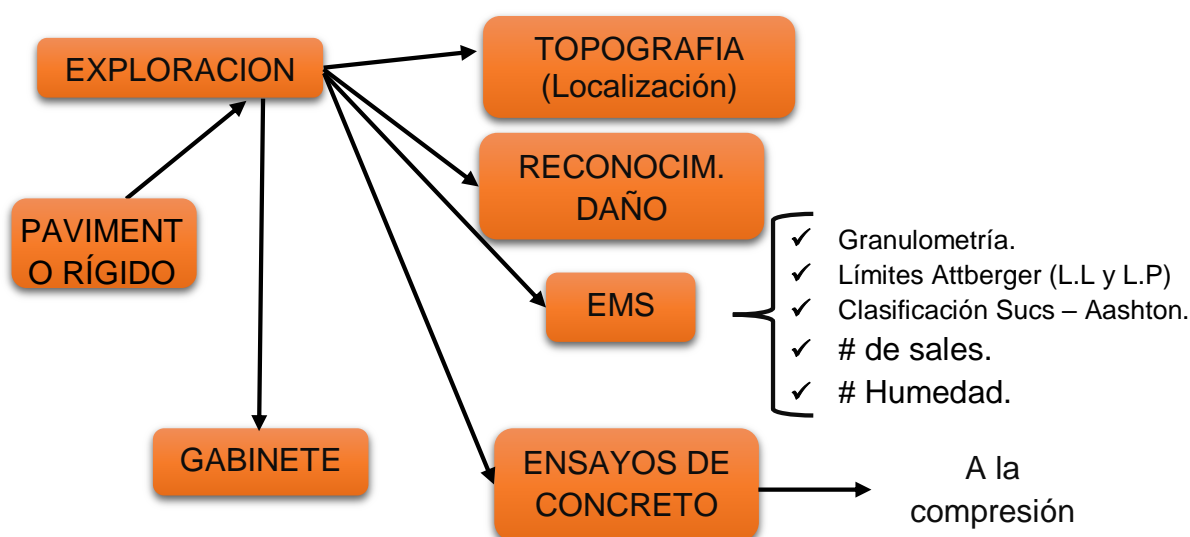 EXPLORACION
TOPOGRAFIA
(Localización)
RECONOCIM.
DAÑO
PAVIMENT
O RÍGIDO
EMS
✓ Granulometría.
✓ Límites Attberger (L.L y L.P)
✓ Clasificación Sucs – Aashton.
✓ # de sales.
✓ # Humedad.
GABINETE
ENSAYOS DE
CONCRETO
A la
compresión